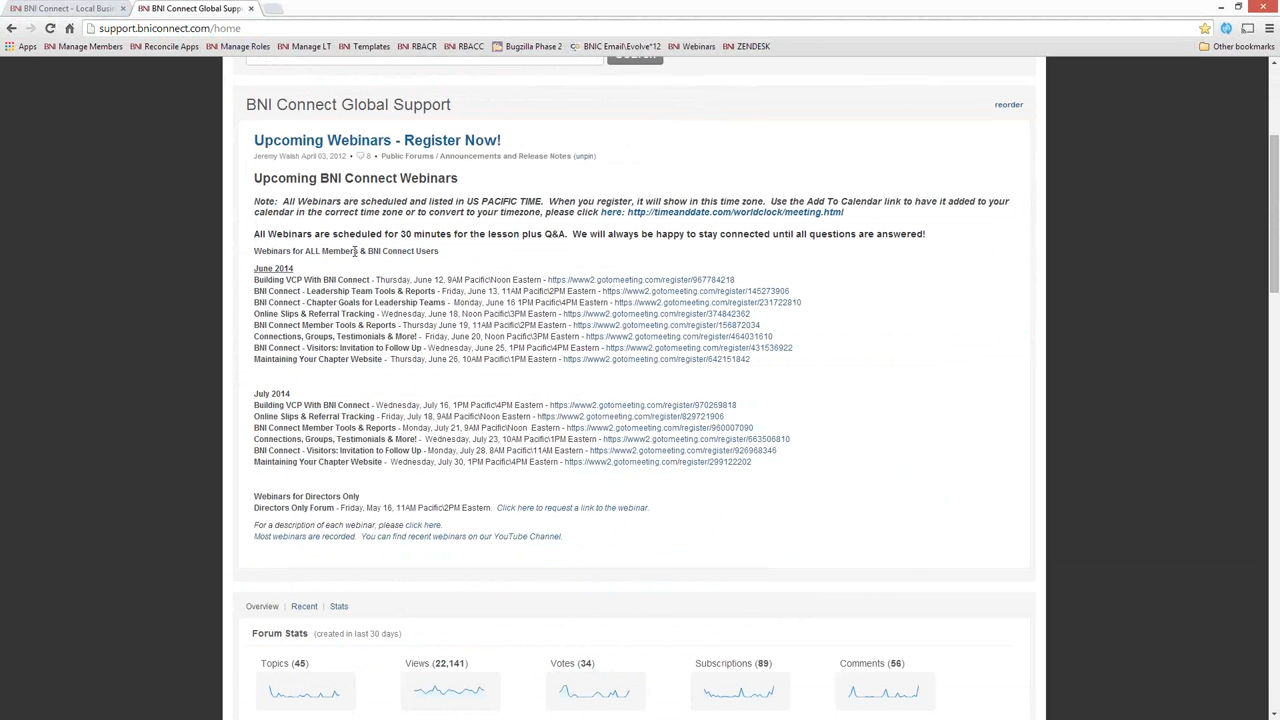 BNI Connect - Local Busi
BNI Connect Global Supp
support.bniconnect.com/home
Apps Manage Members Reconcile Apps Manage Roles Manage LT Templates RBACR RBACC Bugzilla Phase 2 BNIC Email\Evolve*12 Webinars ZENDESK Other bookmarks
BNI Connect Global Support
reorder
Upcoming Webinars - Register Now!
Jeremy Walsh April 03, 2012 • 8 • Public Forums / Announcements and Release Notes (unpin)
Upcoming BNI Connect Webinars
Note: All Webinars are scheduled and listed in US PACIFIC TIME. When you register, it will show in this time zone. Use the Add To Calendar link to have it added to your
calendar in the correct time zone or to convert to your timezone, please click here: http://timeanddate.com/worldclock/meeting.html
All Webinars are scheduled for 30 minutes for the lesson plus Q&A. We will always be happy to stay connected until all questions are answered!
Webinars for ALL Members & BNI Connect Users
June 2014
Building VCP With BNI Connect - Thursday, June 12, 9AM Pacific\Noon Eastern - https://www2.gotomeeting.com/register/967784218
BNI Connect - Leadership Team Tools & Reports - Friday, June 13, 11AM Pacific\2PM Eastern - https://www2.gotomeeting.com/register/145273906
BNI Connect - Chapter Goals for Leadership Teams - Monday, June 16 1PM Pacific\4PM Eastern - https://www2.gotomeeting.com/register/231722810
Online Slips & Referral Tracking - Wednesday, June 18, Noon Pacific\3PM Eastern - https://www2.gotomeeting.com/register/374842362
BNI Connect Member Tools & Reports - Thursday June 19, 11AM Pacific\2PM Eastern - https://www2.gotomeeting.com/register/156872034
Connections, Groups, Testimonials & More! - Friday, June 20, Noon Pacific\3PM Eastern - https://www2.gotomeeting.com/register/464031610
BNI Connect - Visitors: Invitation to Follow Up - Wednesday, June 25, 1PM Pacific\4PM Eastern - https://www2.gotomeeting.com/register/431536922
Maintaining Your Chapter Website - Thursday, June 26, 10AM Pacific\1PM Eastern - https://www2.gotomeeting.com/register/642151842
July 2014
Building VCP With BNI Connect - Wednesday, July 16, 1PM Pacific\4PM Eastern - https://www2.gotomeeting.com/register/970269818
Online Slips & Referral Tracking - Friday, July 18, 9AM Pacific\Noon Eastern - https://www2.gotomeeting.com/register/829721906
BNI Connect Member Tools & Reports - Monday, July 21, 9AM Pacific\Noon Eastern - https://www2.gotomeeting.com/register/960007090
Connections, Groups, Testimonials & More! - Wednesday, July 23, 10AM Pacific\1PM Eastern - https://www2.gotomeeting.com/register/663506810
BNI Connect - Visitors: Invitation to Follow Up - Monday, July 28, 8AM Pacific\11AM Eastern - https://www2.gotomeeting.com/register/926968346
Maintaining Your Chapter Website - Wednesday, July 30, 1PM Pacific\4PM Eastern - https://www2.gotomeeting.com/register/299122202
Webinars for Directors Only
Directors Only Forum - Friday, May 16, 11AM Pacific\2PM Eastern. Click here to request a link to the webinar.
For a description of each webinar, please click here.
Most webinars are recorded. You can find recent webinars on our YouTube Channel.
Overview | Recent | Stats
Forum Stats (created in last 30 days)
Topics (45) Views (22,141) Votes (34) Subscriptions (89) Comments (56)